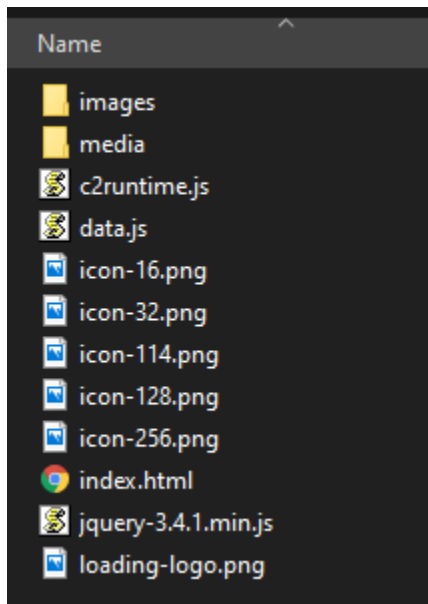 Name
images
media
c2runtime.js
data.js
icon-16.png
icon-32.png
icon-114.png
icon-128.png
icon-256.png
index.html
jquery-3.4.1.min.js
loading-logo.png